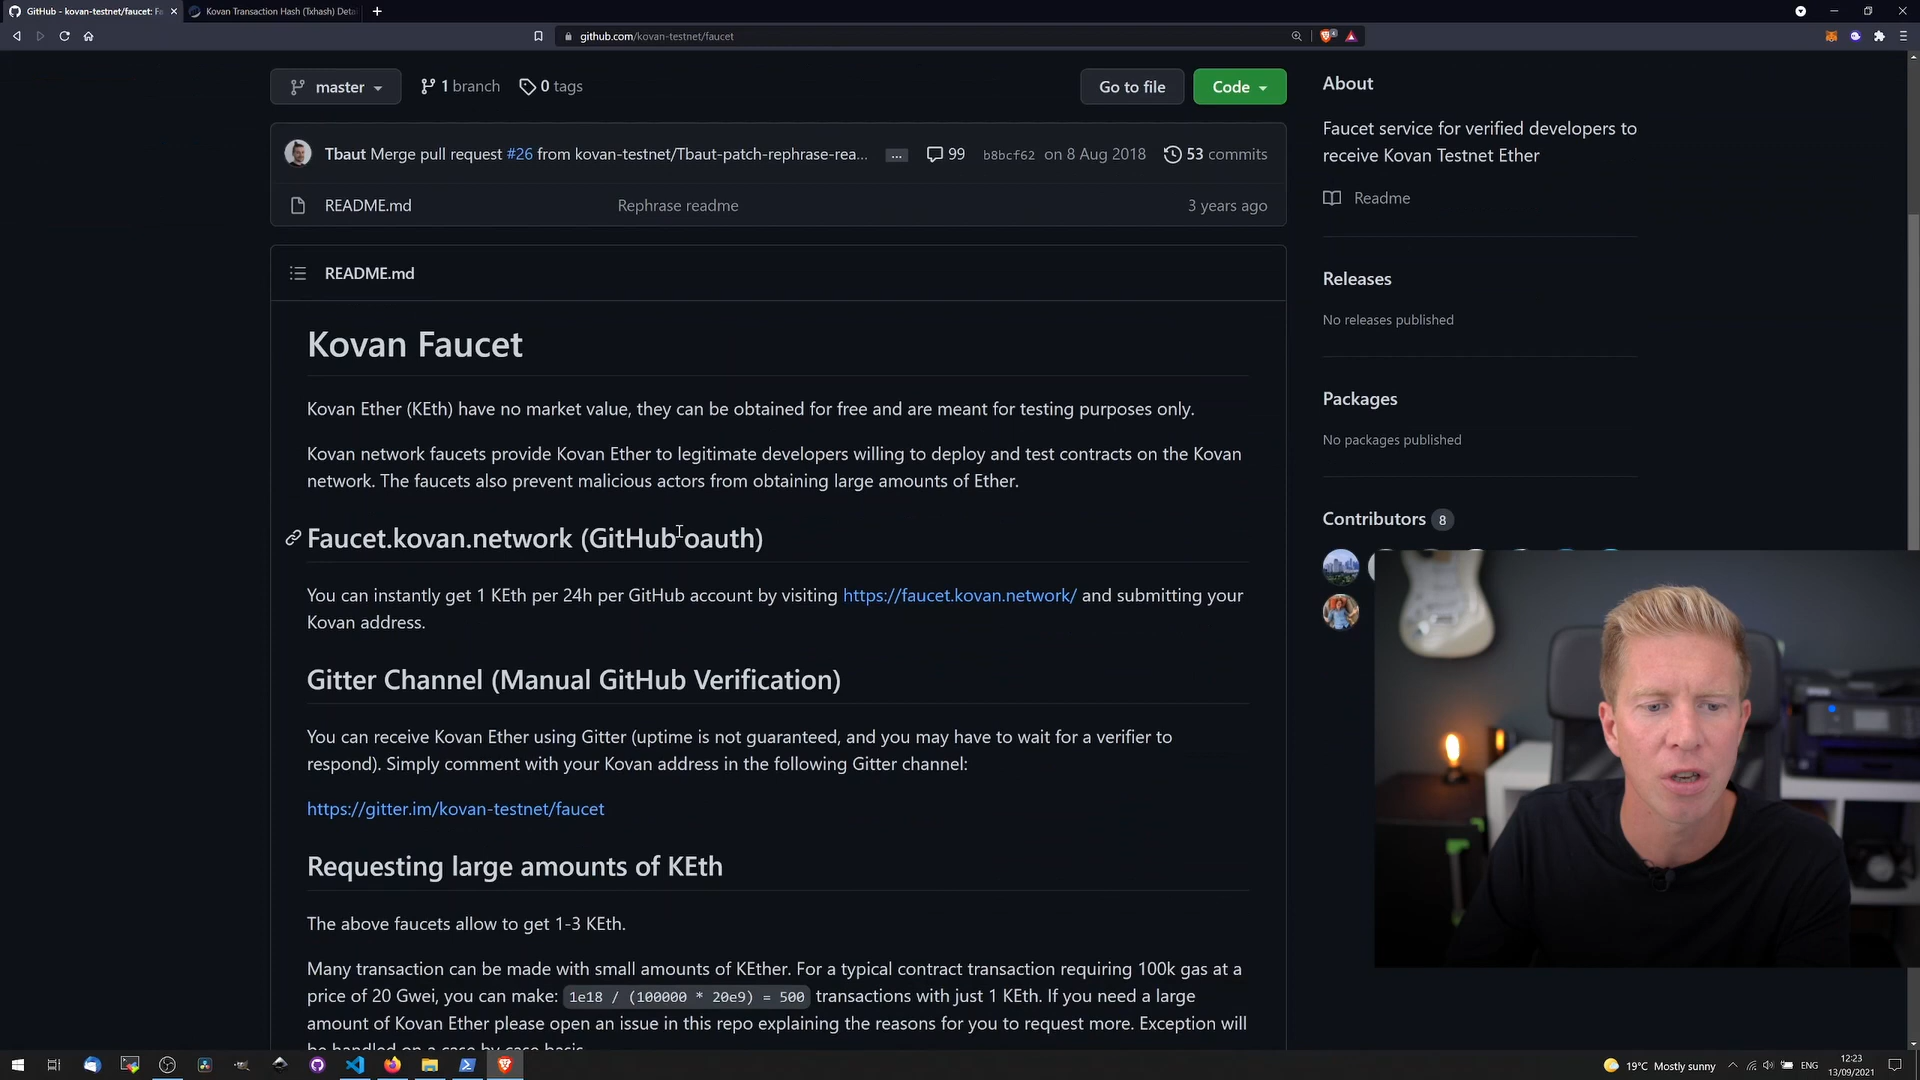 GitHub - kovan-testnet/faucet: Fa
Kovan Transaction Hash (Txhash) Deta
github.com/kovan-testnet/faucet
master
1 branch
0 tags
Go to file
Code
Tbaut Merge pull request #26 from kovan-testnet/Tbaut-patch-rephrase-rea...
...
99
b8bcf62 on 8 Aug 2018
53 commits
README.md
Rephrase readme
3 years ago
README.md
Kovan Faucet
Kovan Ether (KEth) have no market value, they can be obtained for free and are meant for testing purposes only.
Kovan network faucets provide Kovan Ether to legitimate developers willing to deploy and test contracts on the Kovan
network. The faucets also prevent malicious actors from obtaining large amounts of Ether.
Faucet.kovan.network (GitHub oauth)
You can instantly get 1 KEth per 24h per GitHub account by visiting https://faucet.kovan.network/ and submitting your
Kovan address.
Gitter Channel (Manual GitHub Verification)
You can receive Kovan Ether using Gitter (uptime is not guaranteed, and you may have to wait for a verifier to
respond). Simply comment with your Kovan address in the following Gitter channel:
https://gitter.im/kovan-testnet/faucet
Requesting large amounts of KEth
The above faucets allow to get 1-3 KEth.
Many transaction can be made with small amounts of KEther. For a typical contract transaction requiring 100k gas at a
price of 20 Gwei, you can make: 1e18 / (100000 * 20e9) = 500 transactions with just 1 KEth. If you need a large
amount of Kovan Ether please open an issue in this repo explaining the reasons for you to request more. Exception will
be handled on a case by case basis
About
Faucet service for verified developers to
receive Kovan Testnet Ether
Readme
Releases
No releases published
Packages
No packages published
Contributors 8
19°C Mostly sunny
ENG
12:23
13/09/2021